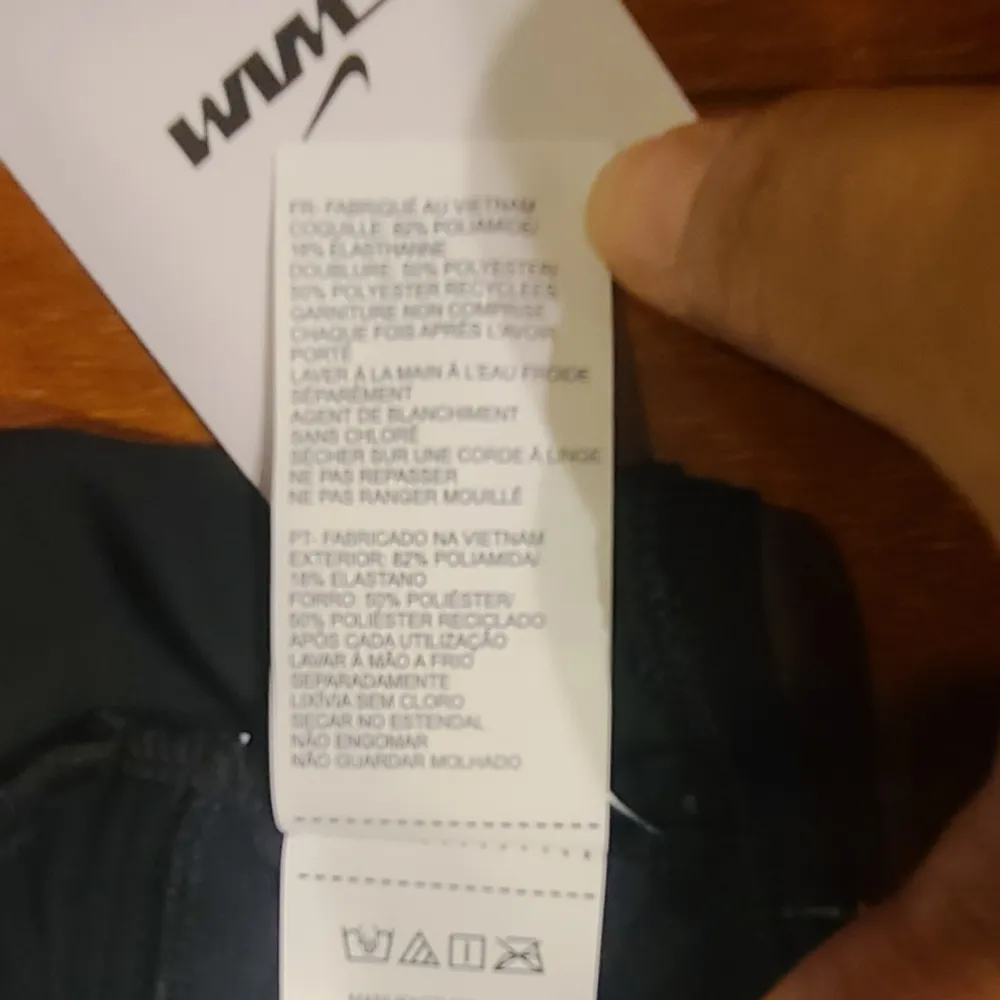 FR- FABRIQUÉ AU VIETNAM
COQUILLE: 82% POLIAMIDA/
18% ÉLASTHANNE
DOUBLURE: 50% POLYESTER/
50% POLYESTER RECYCLÉES
GARNITURE NON COMPRISE
CHAQUE FOIS APRÈS L'AVOIR
PORTÉ
LAVER À LA MAIN À L'EAU FROIDE
SÉPARÉMENT
AGENT DE BLANCHIMENT
SANS CHLORE
SÉCHER SUR UNE CORDE À LINGE
NE PAS REPASSER
NE PAS RANGER MOUILLÉ
PT- FABRICADO NA VIETNAM
EXTERIOR: 82% POLIAMIDA/
18% ELASTANO
FORRO: 50% POLIÉSTER/
50% POLIÉSTER RECICLADO
APÓS CADA UTILIZAÇÃO
LAVAR À MÃO A FRIO
SEPARADAMENTE
LIXÍVIA SEM CLORO
SECAR NO ESTENDAL
NÃO ENGOMAR
NÃO GUARDAR MOLHADO